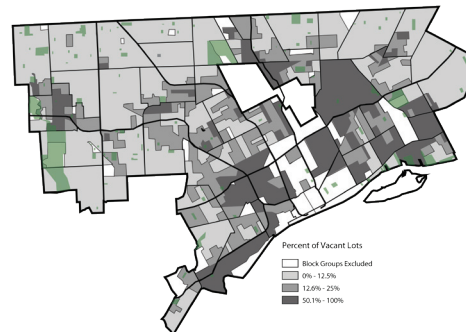 Percent of Vacant Lots
Block Groups Excluded
0% - 12.5%
12.6% - 25%
50.1% - 100%